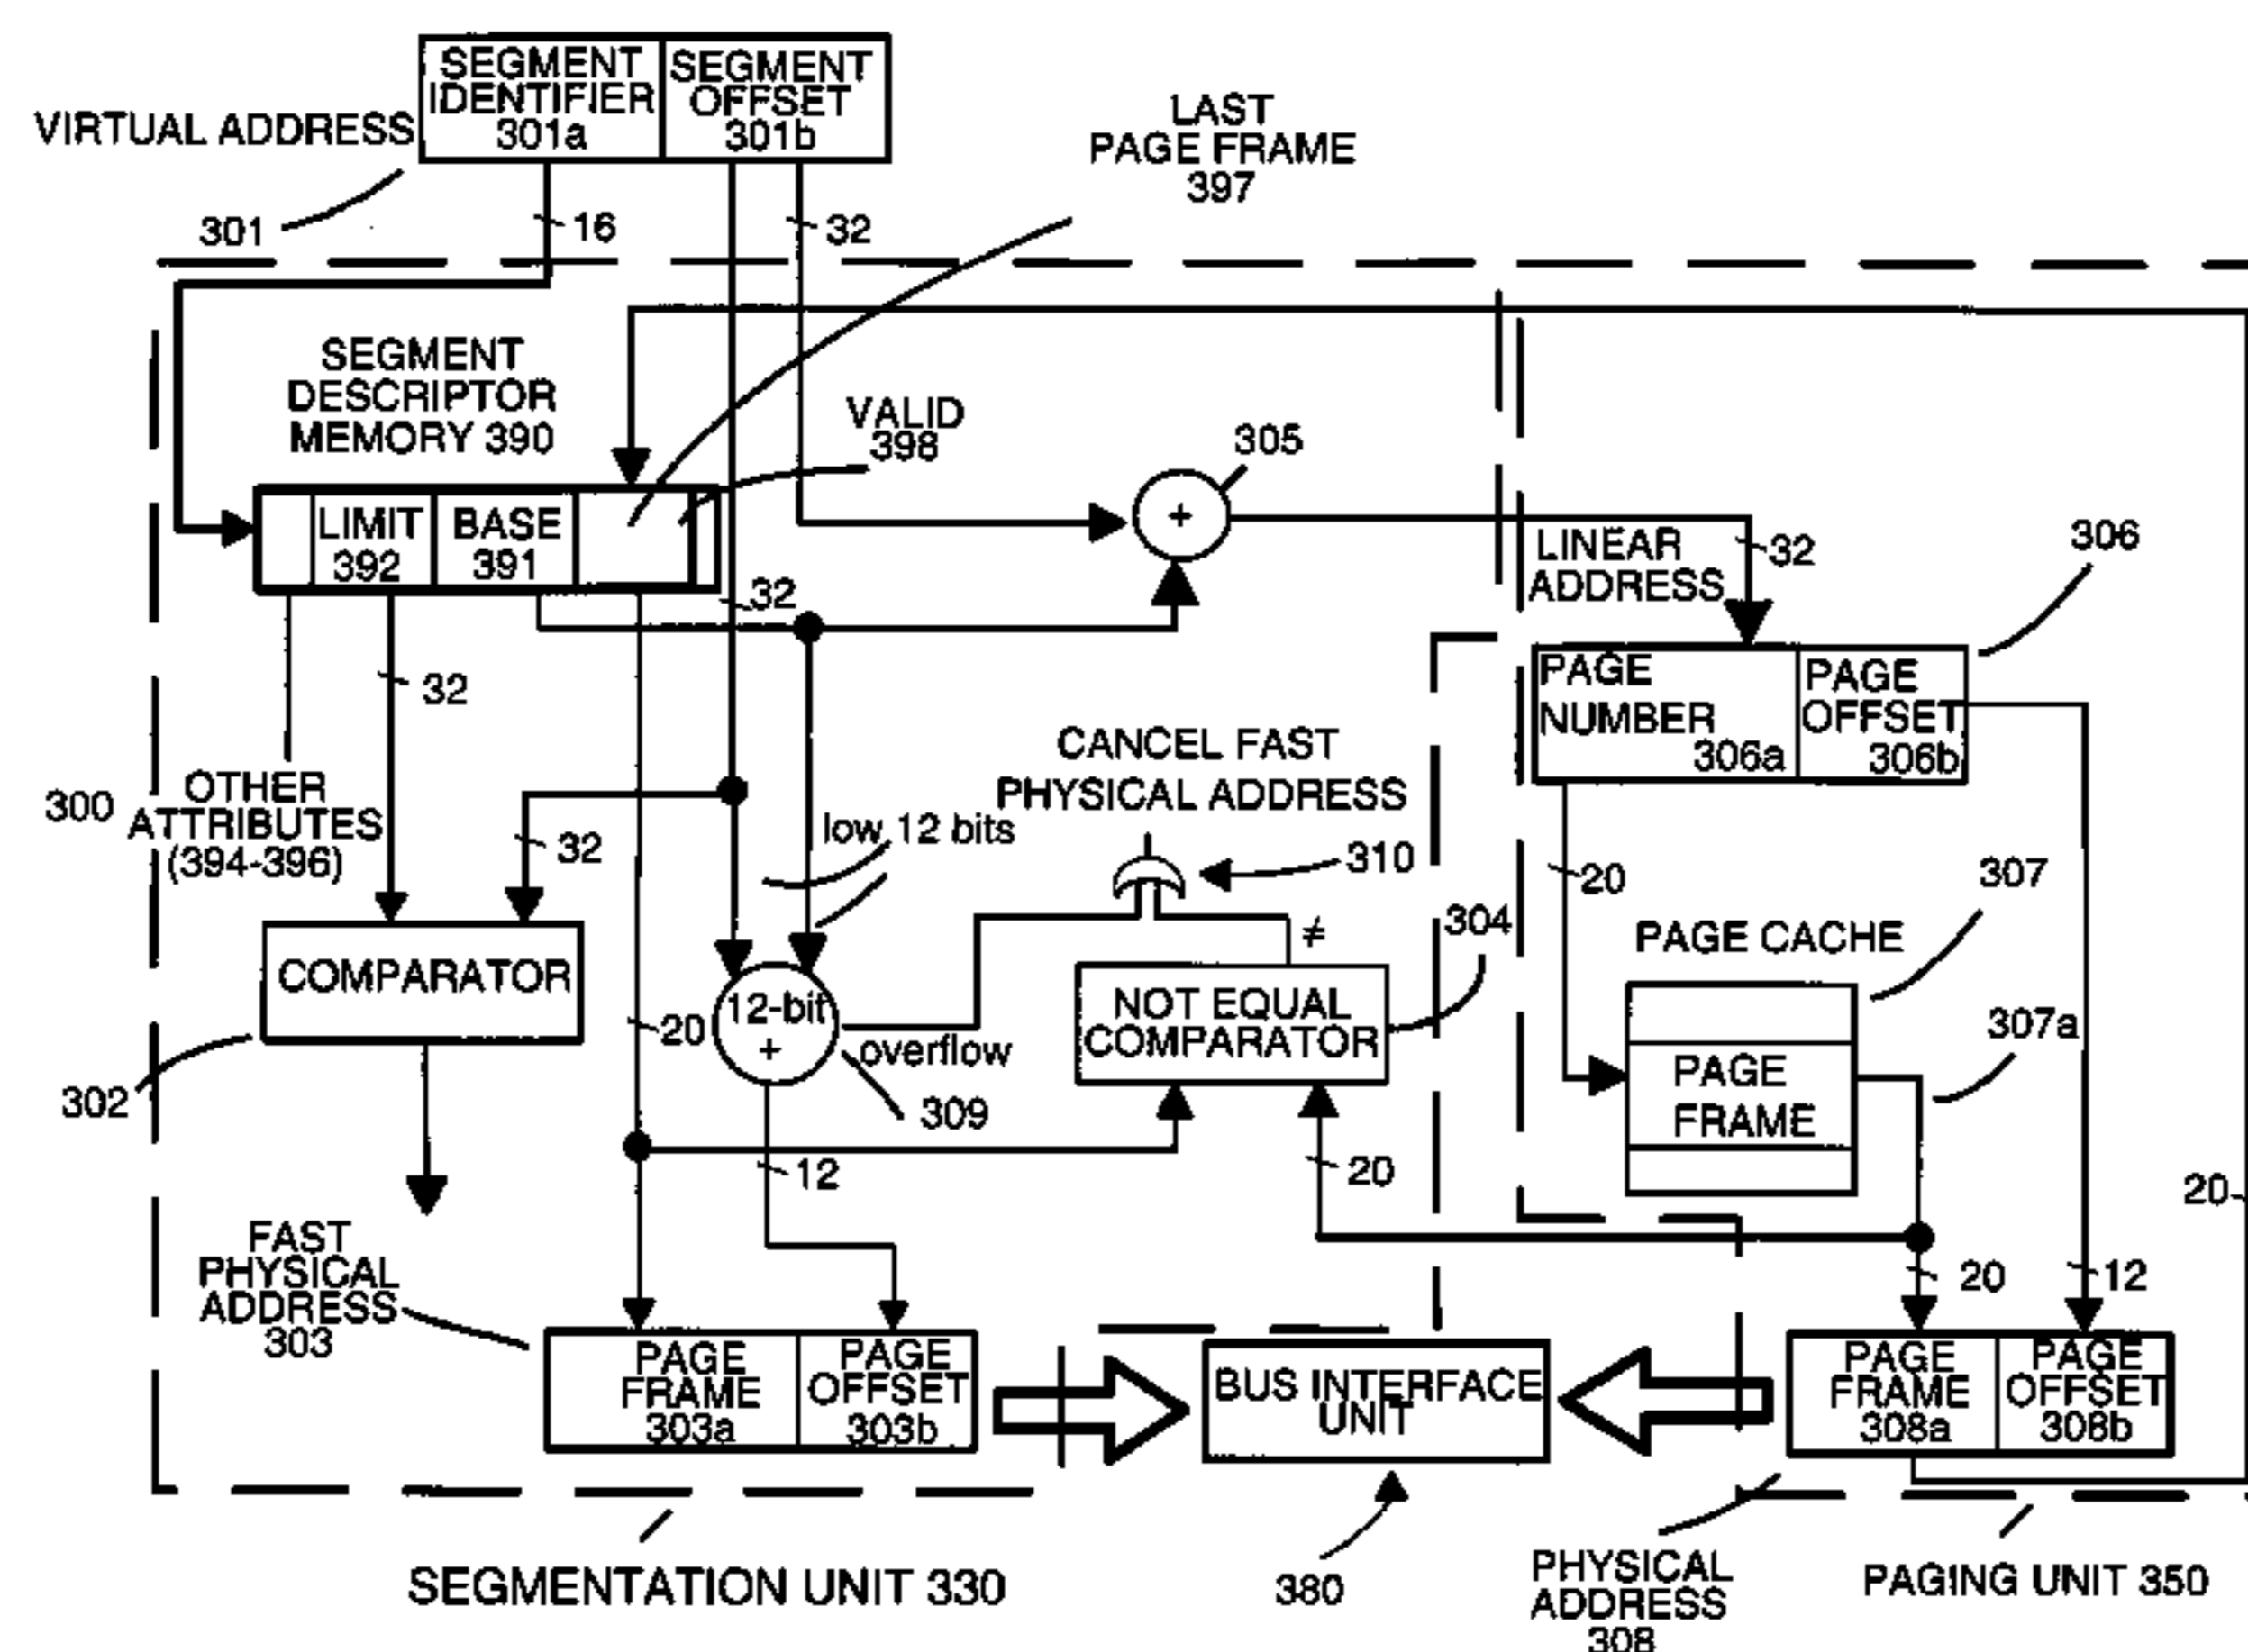 SEGMENT
IDENTIFIER
301a
SEGMENT
OFFSET
301b
VIRTUAL ADDRESS
301
16
32
LAST
PAGE FRAME
397
SEGMENT
DESCRIPTOR
MEMORY 390
VALID
398
305
+
LIMIT
392
BASE
391
32
LINEAR
ADDRESS
32
306
PAGE
NUMBER
306a
PAGE
OFFSET
306b
32
CANCEL FAST
PHYSICAL ADDRESS
300
OTHER
ATTRIBUTES
(394-396)
32
low 12 bits
310
20
307
304
PAGE CACHE
≠
COMPARATOR
20
12-bit
+
overflow
NOT EQUAL
COMPARATOR
307a
PAGE
FRAME
302
309
12
20
20
FAST
PHYSICAL
ADDRESS
303
20
12
PAGE
FRAME
303a
PAGE
OFFSET
303b
BUS INTERFACE
UNIT
PAGE
FRAME
308a
PAGE
OFFSET
308b
SEGMENTATION UNIT 330
380
PHYSICAL
ADDRESS
308
PAGING UNIT 350